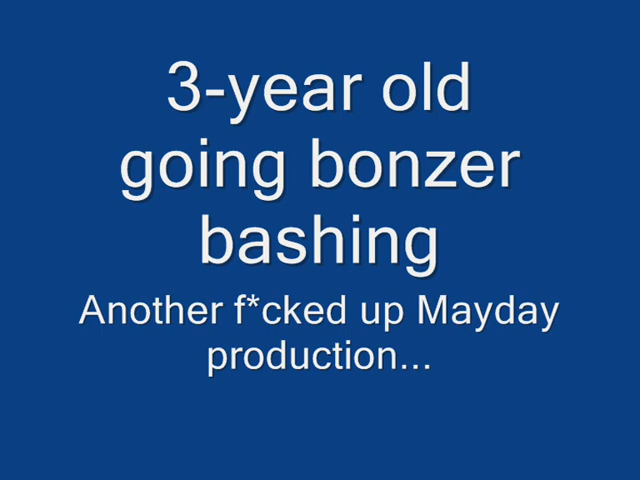 3-year old
going bonzer
bashing
Another f*cked up Mayday
production...